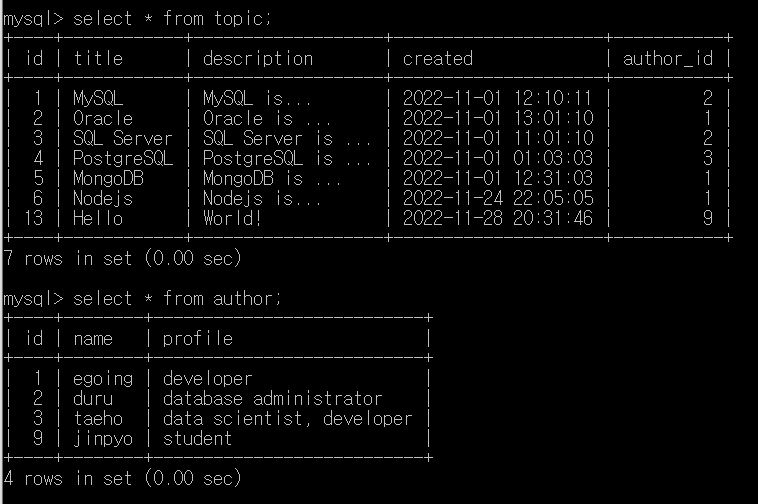 mysql> select * from topic;
+----+------------+-------------------+---------------------+-----------+
| id | title      | description       | created             | author_id |
+----+------------+-------------------+---------------------+-----------+
| 1 | MySQL      | MySQL is...       | 2022-11-01 12:10:11 | 2 |
| 2 | Oracle     | Oracle is ...     | 2022-11-01 13:01:10 | 1 |
| 3 | SQL Server | SQL Server is ... | 2022-11-01 11:01:10 | 2 |
| 4 | PostgreSQL | PostgreSQL is ... | 2022-11-01 01:03:03 | 3 |
| 5 | MongoDB    | MongoDB is ...    | 2022-11-01 12:31:03 | 1 |
| 6 | Nodejs     | Nodejs is...      | 2022-11-24 22:05:05 | 1 |
| 13 | Hello      | World!            | 2022-11-28 20:31:46 | 9 |
+----+------------+-------------------+---------------------+-----------+
7 rows in set (0.00 sec)
mysql> select * from author;
+----+--------+---------------------------+
| id | name   | profile                   |
+----+--------+---------------------------+
| 1 | egoing | developer                 |
| 2 | duru   | database administrator    |
| 3 | taeho  | data scientist, developer |
| 9 | jinpyo | student                   |
+----+--------+---------------------------+
4 rows in set (0.00 sec)